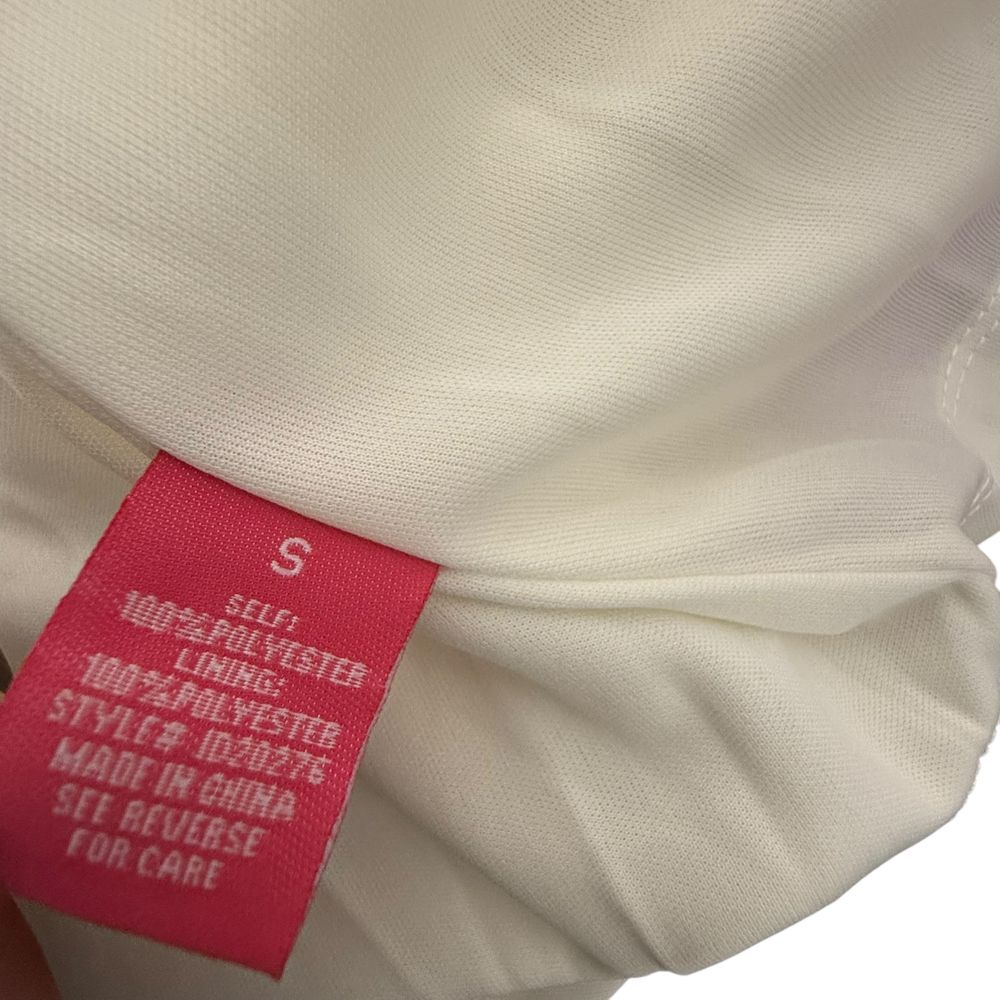 S
SELF:
100%POLYESTER
LINING:
100%POLYESTER
STYLE# ID20276
MADE IN CHINA
SEE REVERSE
FOR CARE